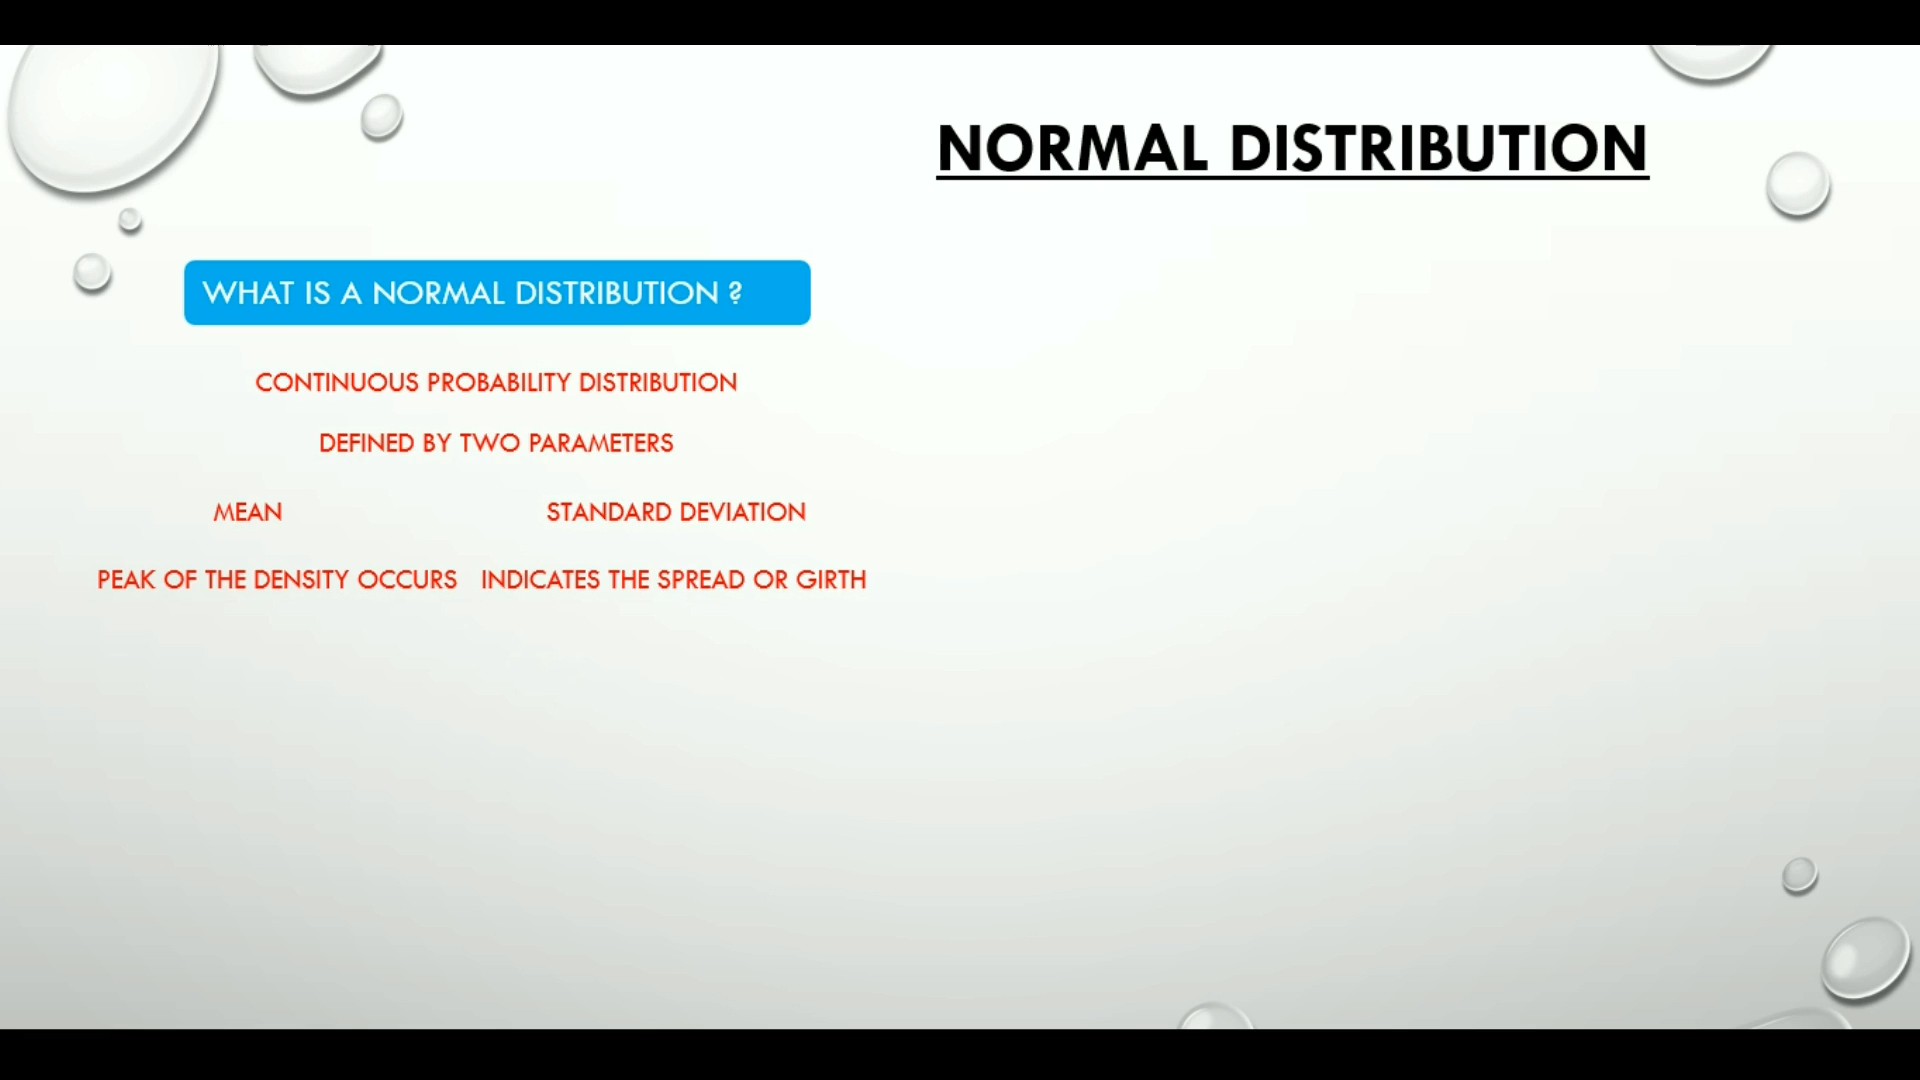 NORMAL DISTRIBUTION
WHAT IS A NORMAL DISTRIBUTION ?
CONTINUOUS PROBABILITY DISTRIBUTION
DEFINED BY TWO PARAMETERS
MEAN
STANDARD DEVIATION
PEAK OF THE DENSITY OCCURS
INDICATES THE SPREAD OR GIRTH